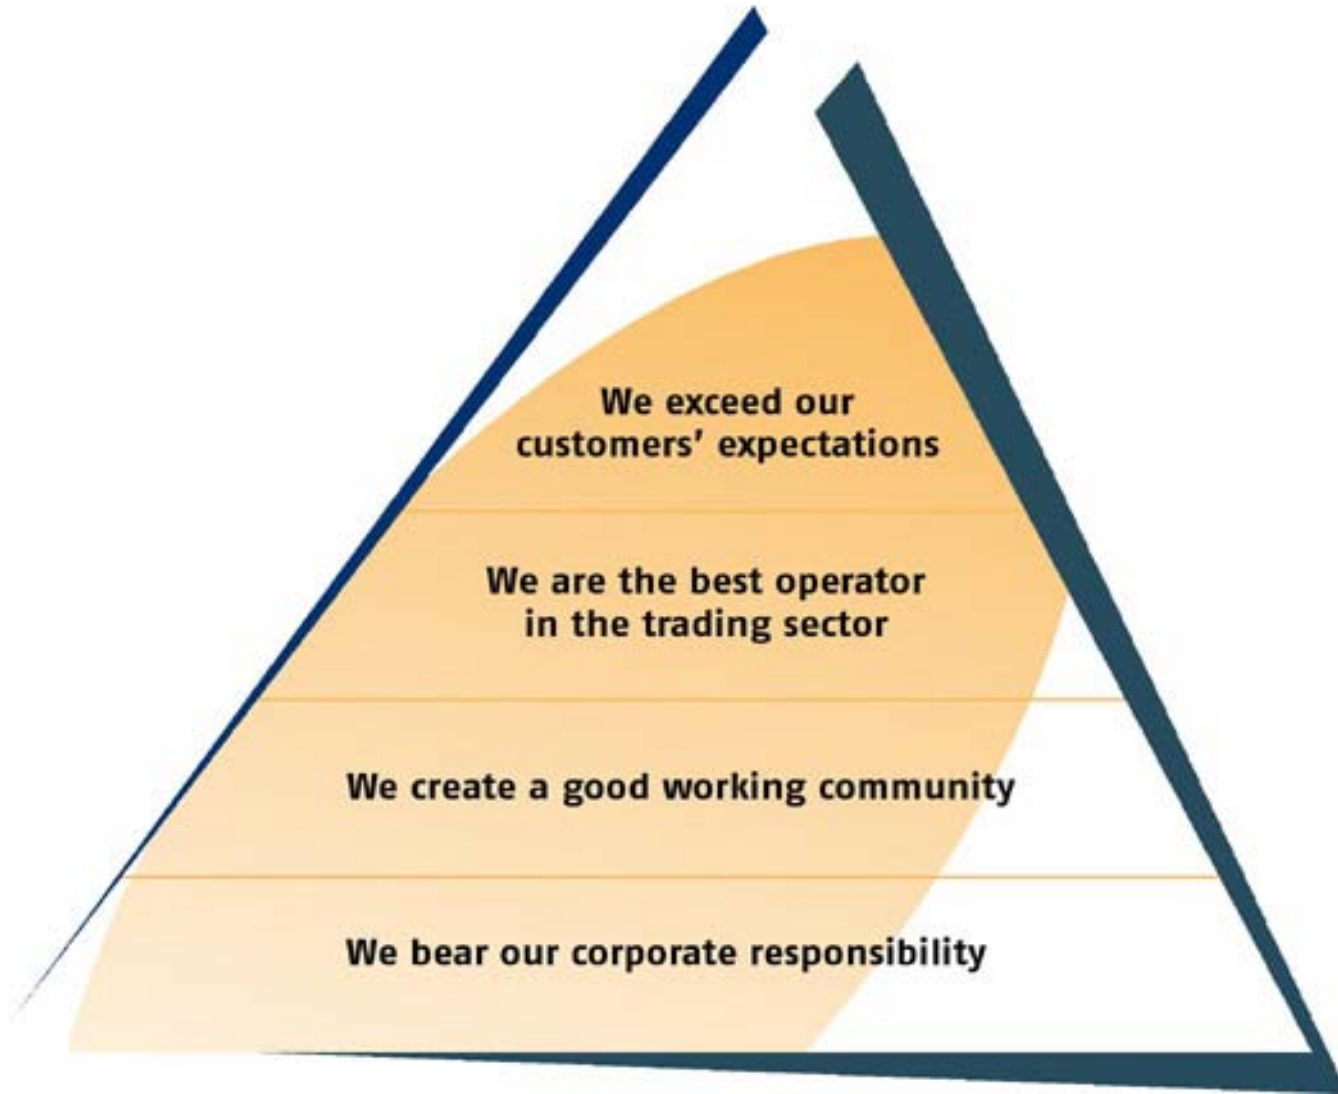 We exceed our
customers’ expectations
We are the best operator
in the trading sector
We create a good working community
We bear our corporate responsibility